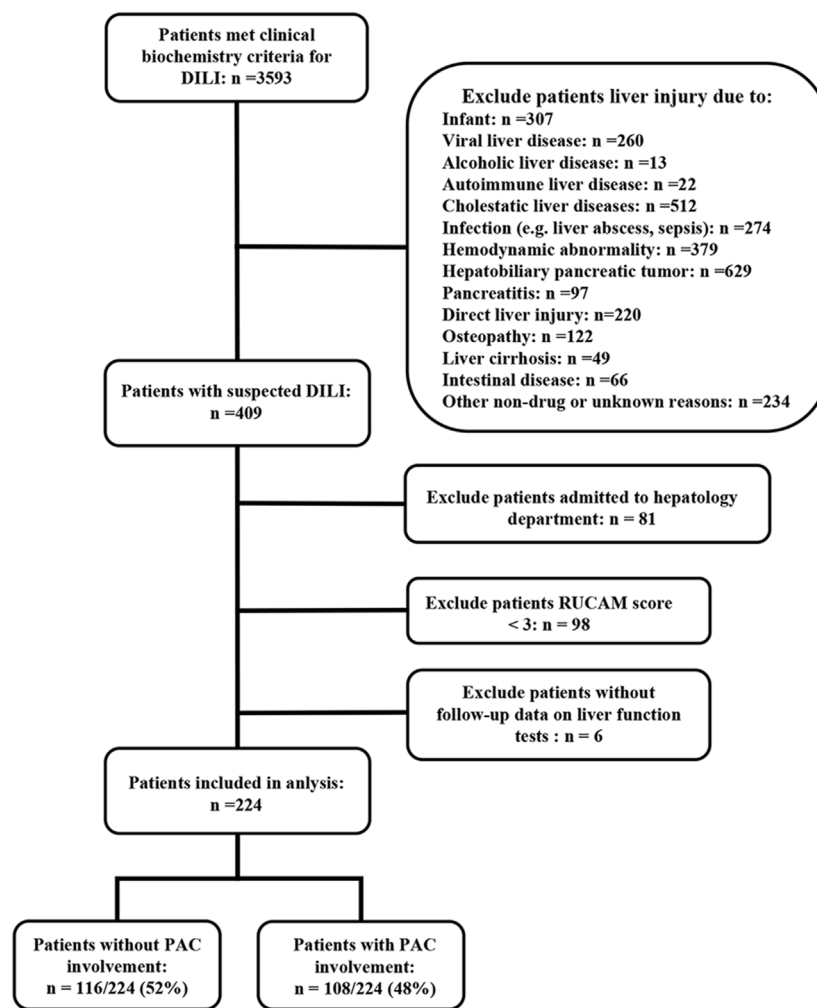 Patients met clinical
biochemistry criteria for
DILI: n =3593
Exclude patients liver injury due to:
Infant: n =307
Viral liver disease: n =260
Alcoholic liver disease: n =13
Autoimmune liver disease: n =22
Cholestatic liver diseases: n =512
Infection (e.g. liver abscess, sepsis): n =274
Hemodynamic abnormality: n =379
Hepatobiliary pancreatic tumor: n =629
Pancreatitis: n =97
Direct liver injury: n=220
Osteopathy: n =122
Liver cirrhosis: n =49
Intestinal disease: n =66
Other non-drug or unknown reasons: n =234
Patients with suspected DILI:
n =409
Exclude patients admitted to hepatology
department: n = 81
Exclude patients RUCAM score
< 3: n = 98
Exclude patients without
follow-up data on liver function
tests : n = 6
Patients included in anlysis:
n =224
Patients without PAC
involvement:
n = 116/224 (52%)
Patients with PAC
involvement:
n = 108/224 (48%)